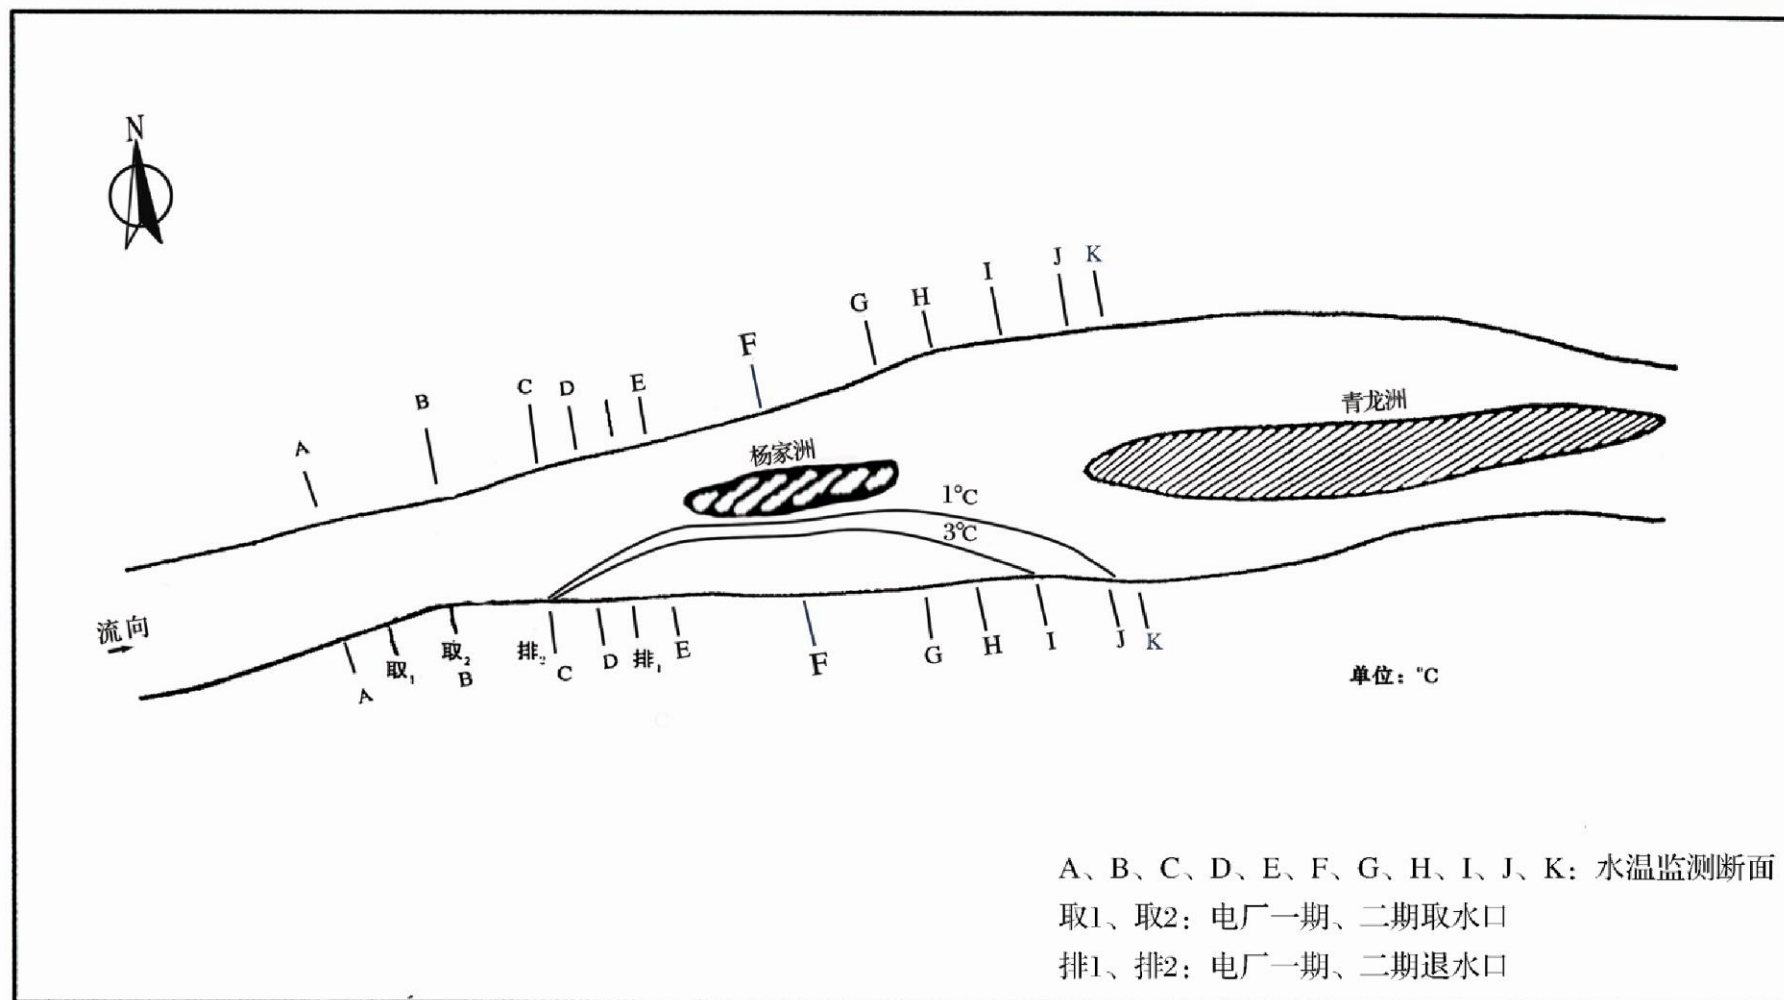 N
K
J
I
H
G
F
E
D
C
B
A
青龙洲
杨家洲
1℃
3℃
流向
取1
取2
排2
排1
A
B
C
D
E
F
G
H
I
J
K
单位：℃
A、B、C、D、E、F、G、H、I、J、K：水温监测断面
取1、取2：电厂一期、二期取水口
排1、排2：电厂一期、二期退水口